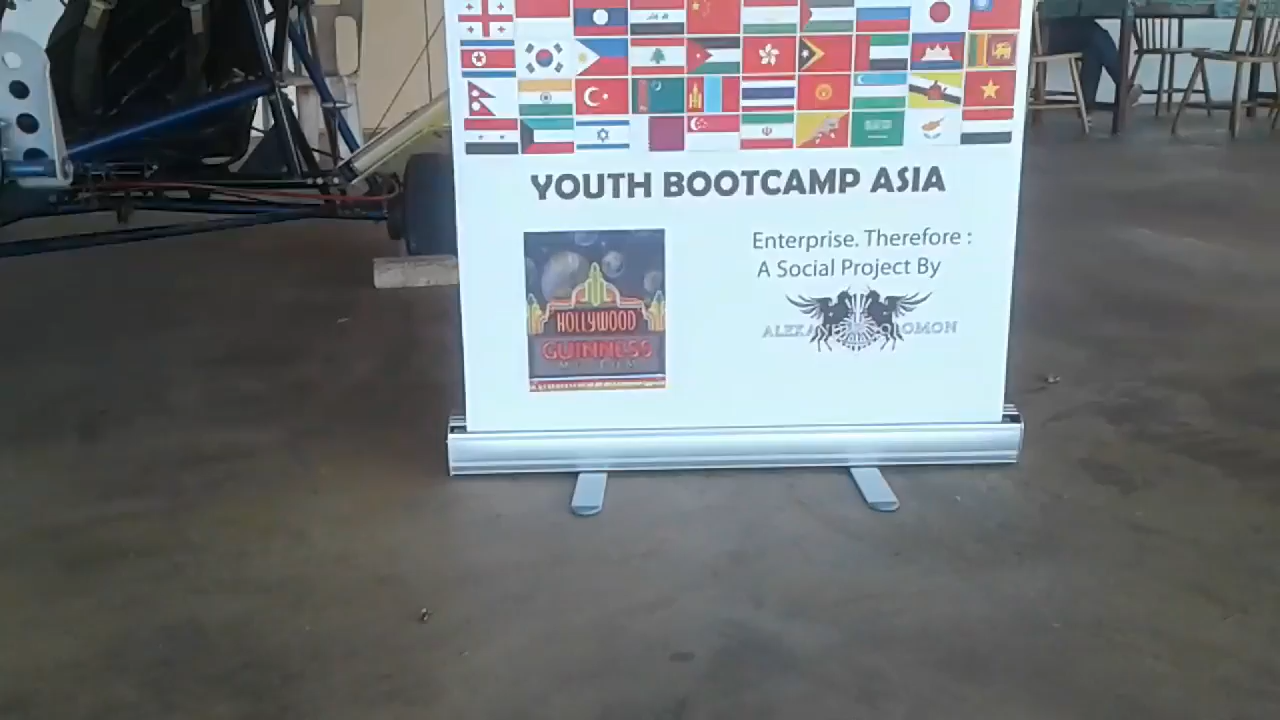 YOUTH BOOTCAMP ASIA
Enterprise. Therefore :
A Social Project By
HOLLYWOOD
GUINNESS